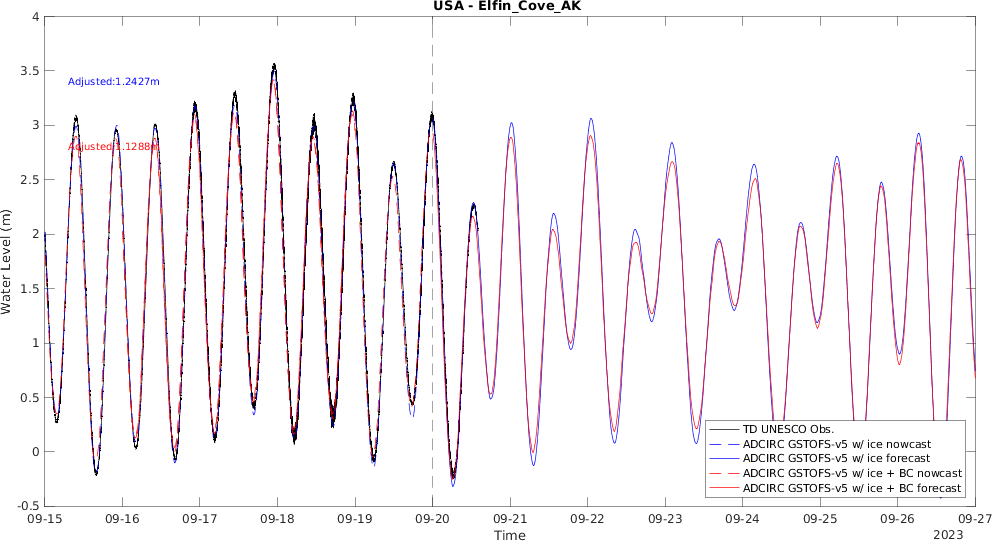 USA - Elfin_Cove_AK
4
3.5
3
2.5
2
1.5
1
0.5
0
-0.5
Water Level (m)
Adjusted:1.2427m
Adjusted:1.1288m
TD UNESCO Obs.
ADCIRC GSTOFS-v5 w/ ice nowcast
ADCIRC GSTOFS-v5 w/ ice forecast
ADCIRC GSTOFS-v5 w/ ice + BC nowcast
ADCIRC GSTOFS-v5 w/ ice + BC forecast
09-15 09-16 09-17 09-18 09-19 09-20 09-21 09-22 09-23 09-24 09-25 09-26 09-27
Time
2023